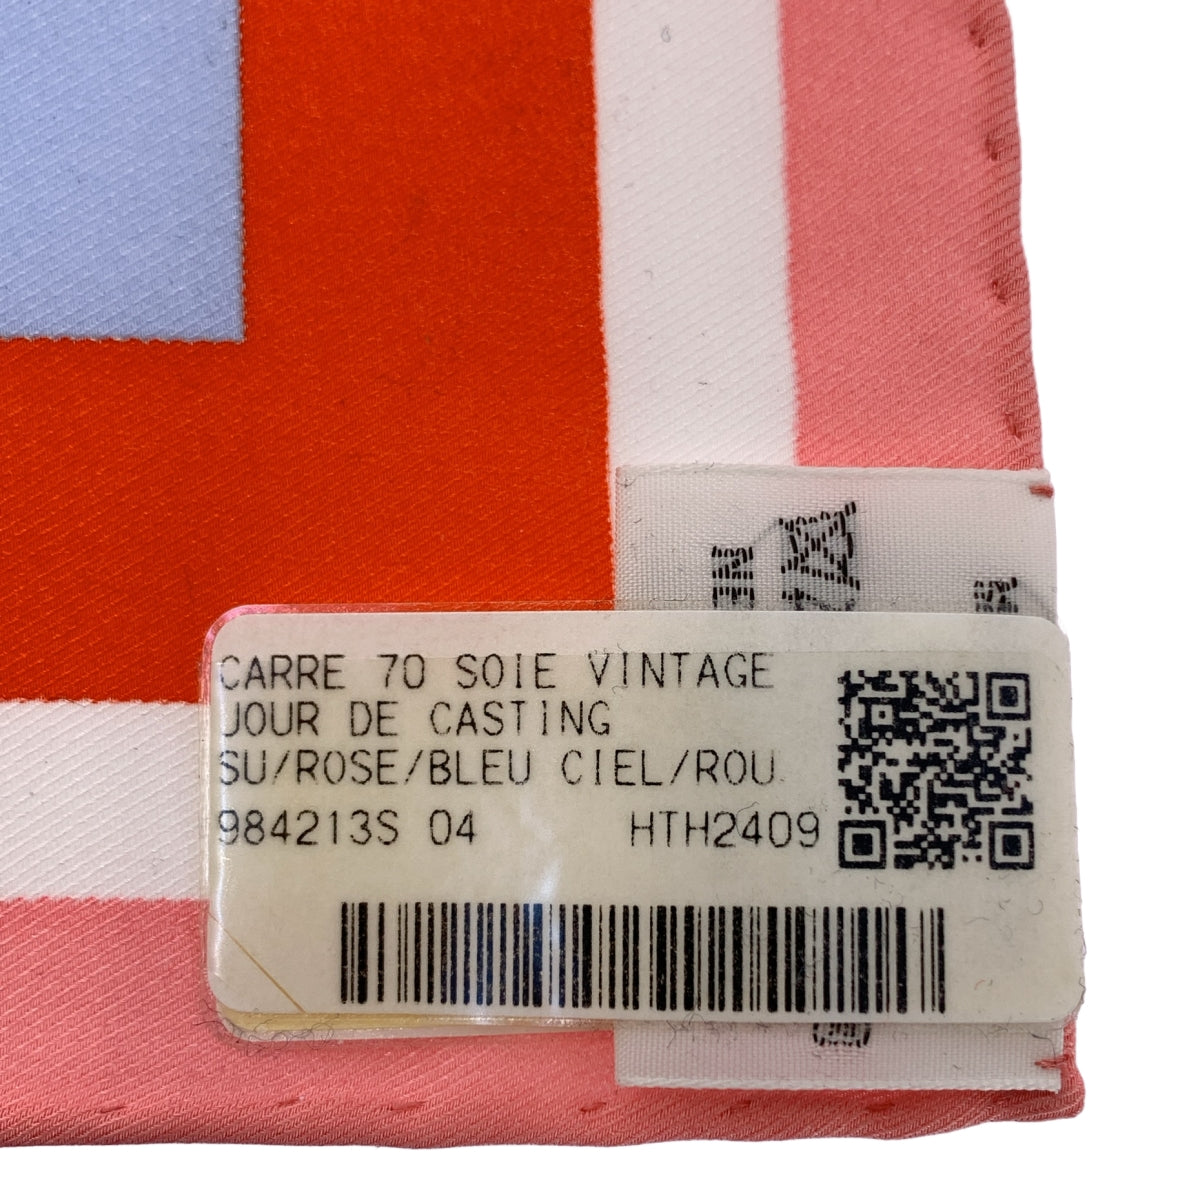 CARRE 70 SOIE VINTAGE
JOUR DE CASTING
SU/ROSE/BLEU CIEL/ROU
984213S 04 HTH2409